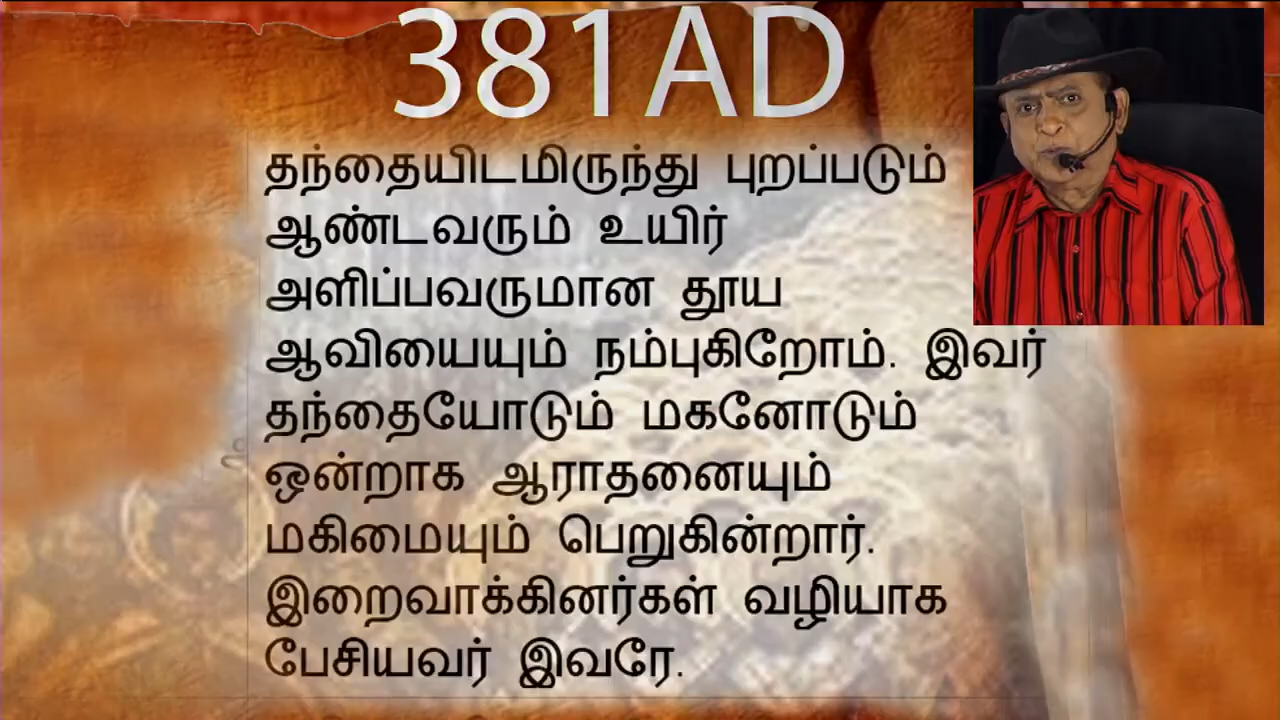 381AD
தந்தையிடமிருந்து புறப்படும்
ஆண்டவரும் உயிர்
அளிப்பவருமான தூய
ஆவியையும் நம்புகிறோம். இவர்
தந்தையோடும் மகனோடும்
ஒன்றாக ஆராதனையும்
மகிமையும் பெறுகின்றார்.
இறைவாக்கினர்கள் வழியாக
பேசியவர் இவரே.